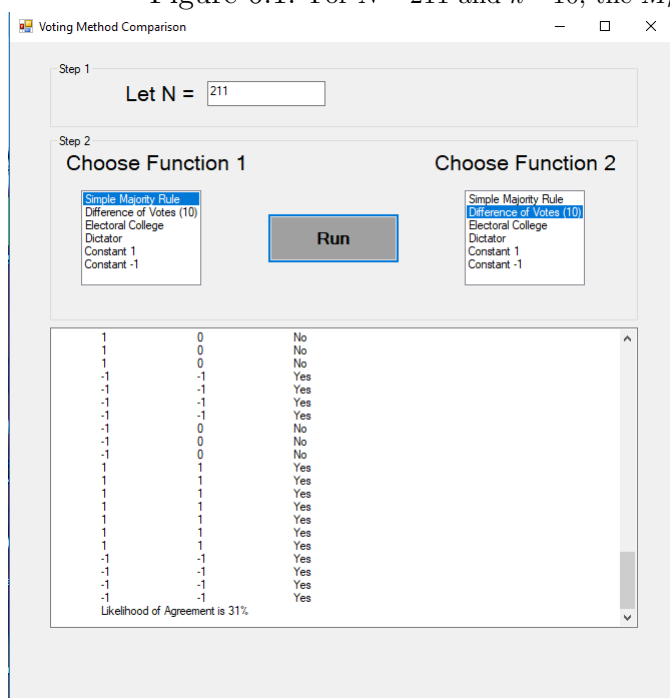 Voting Method Comparison
Step 1
Let N = 211
Step 2
Choose Function 1
Choose Function 2
Simple Majority Rule
Difference of Votes (10)
Electoral College
Dictator
Constant 1
Constant -1
Run
Simple Majority Rule
Difference of Votes (10)
Electoral College
Dictator
Constant 1
Constant -1
1 0 No
1 0 No
1 0 No
-1 -1 Yes
-1 -1 Yes
-1 -1 Yes
-1 -1 Yes
-1 0 No
-1 0 No
-1 0 No
1 1 Yes
1 1 Yes
1 1 Yes
1 1 Yes
1 1 Yes
1 1 Yes
1 1 Yes
-1 -1 Yes
-1 -1 Yes
-1 -1 Yes
-1 -1 Yes
Likelihood of Agreement is 31%